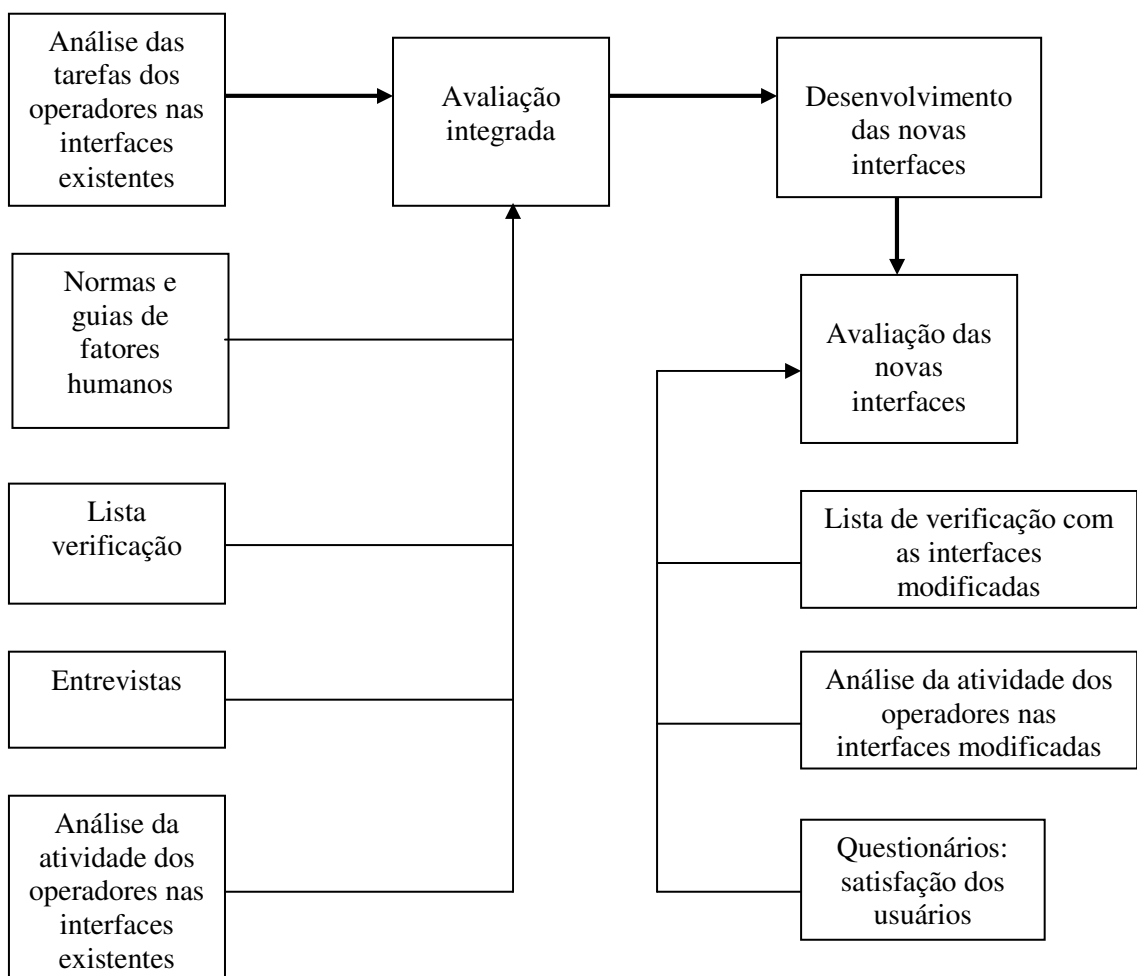 Análise das
tarefas dos
operadores nas
interfaces
existentes
Avaliação
integrada
Desenvolvimento
das novas
interfaces
Normas e
guias de
fatores
humanos
Avaliação das
novas
interfaces
Lista
verificação
Lista de verificação com
as interfaces
modificadas
Entrevistas
Análise da atividade dos
operadores nas
interfaces modificadas
Análise da
atividade dos
operadores nas
interfaces
existentes
Questionários:
satisfação dos
usuários